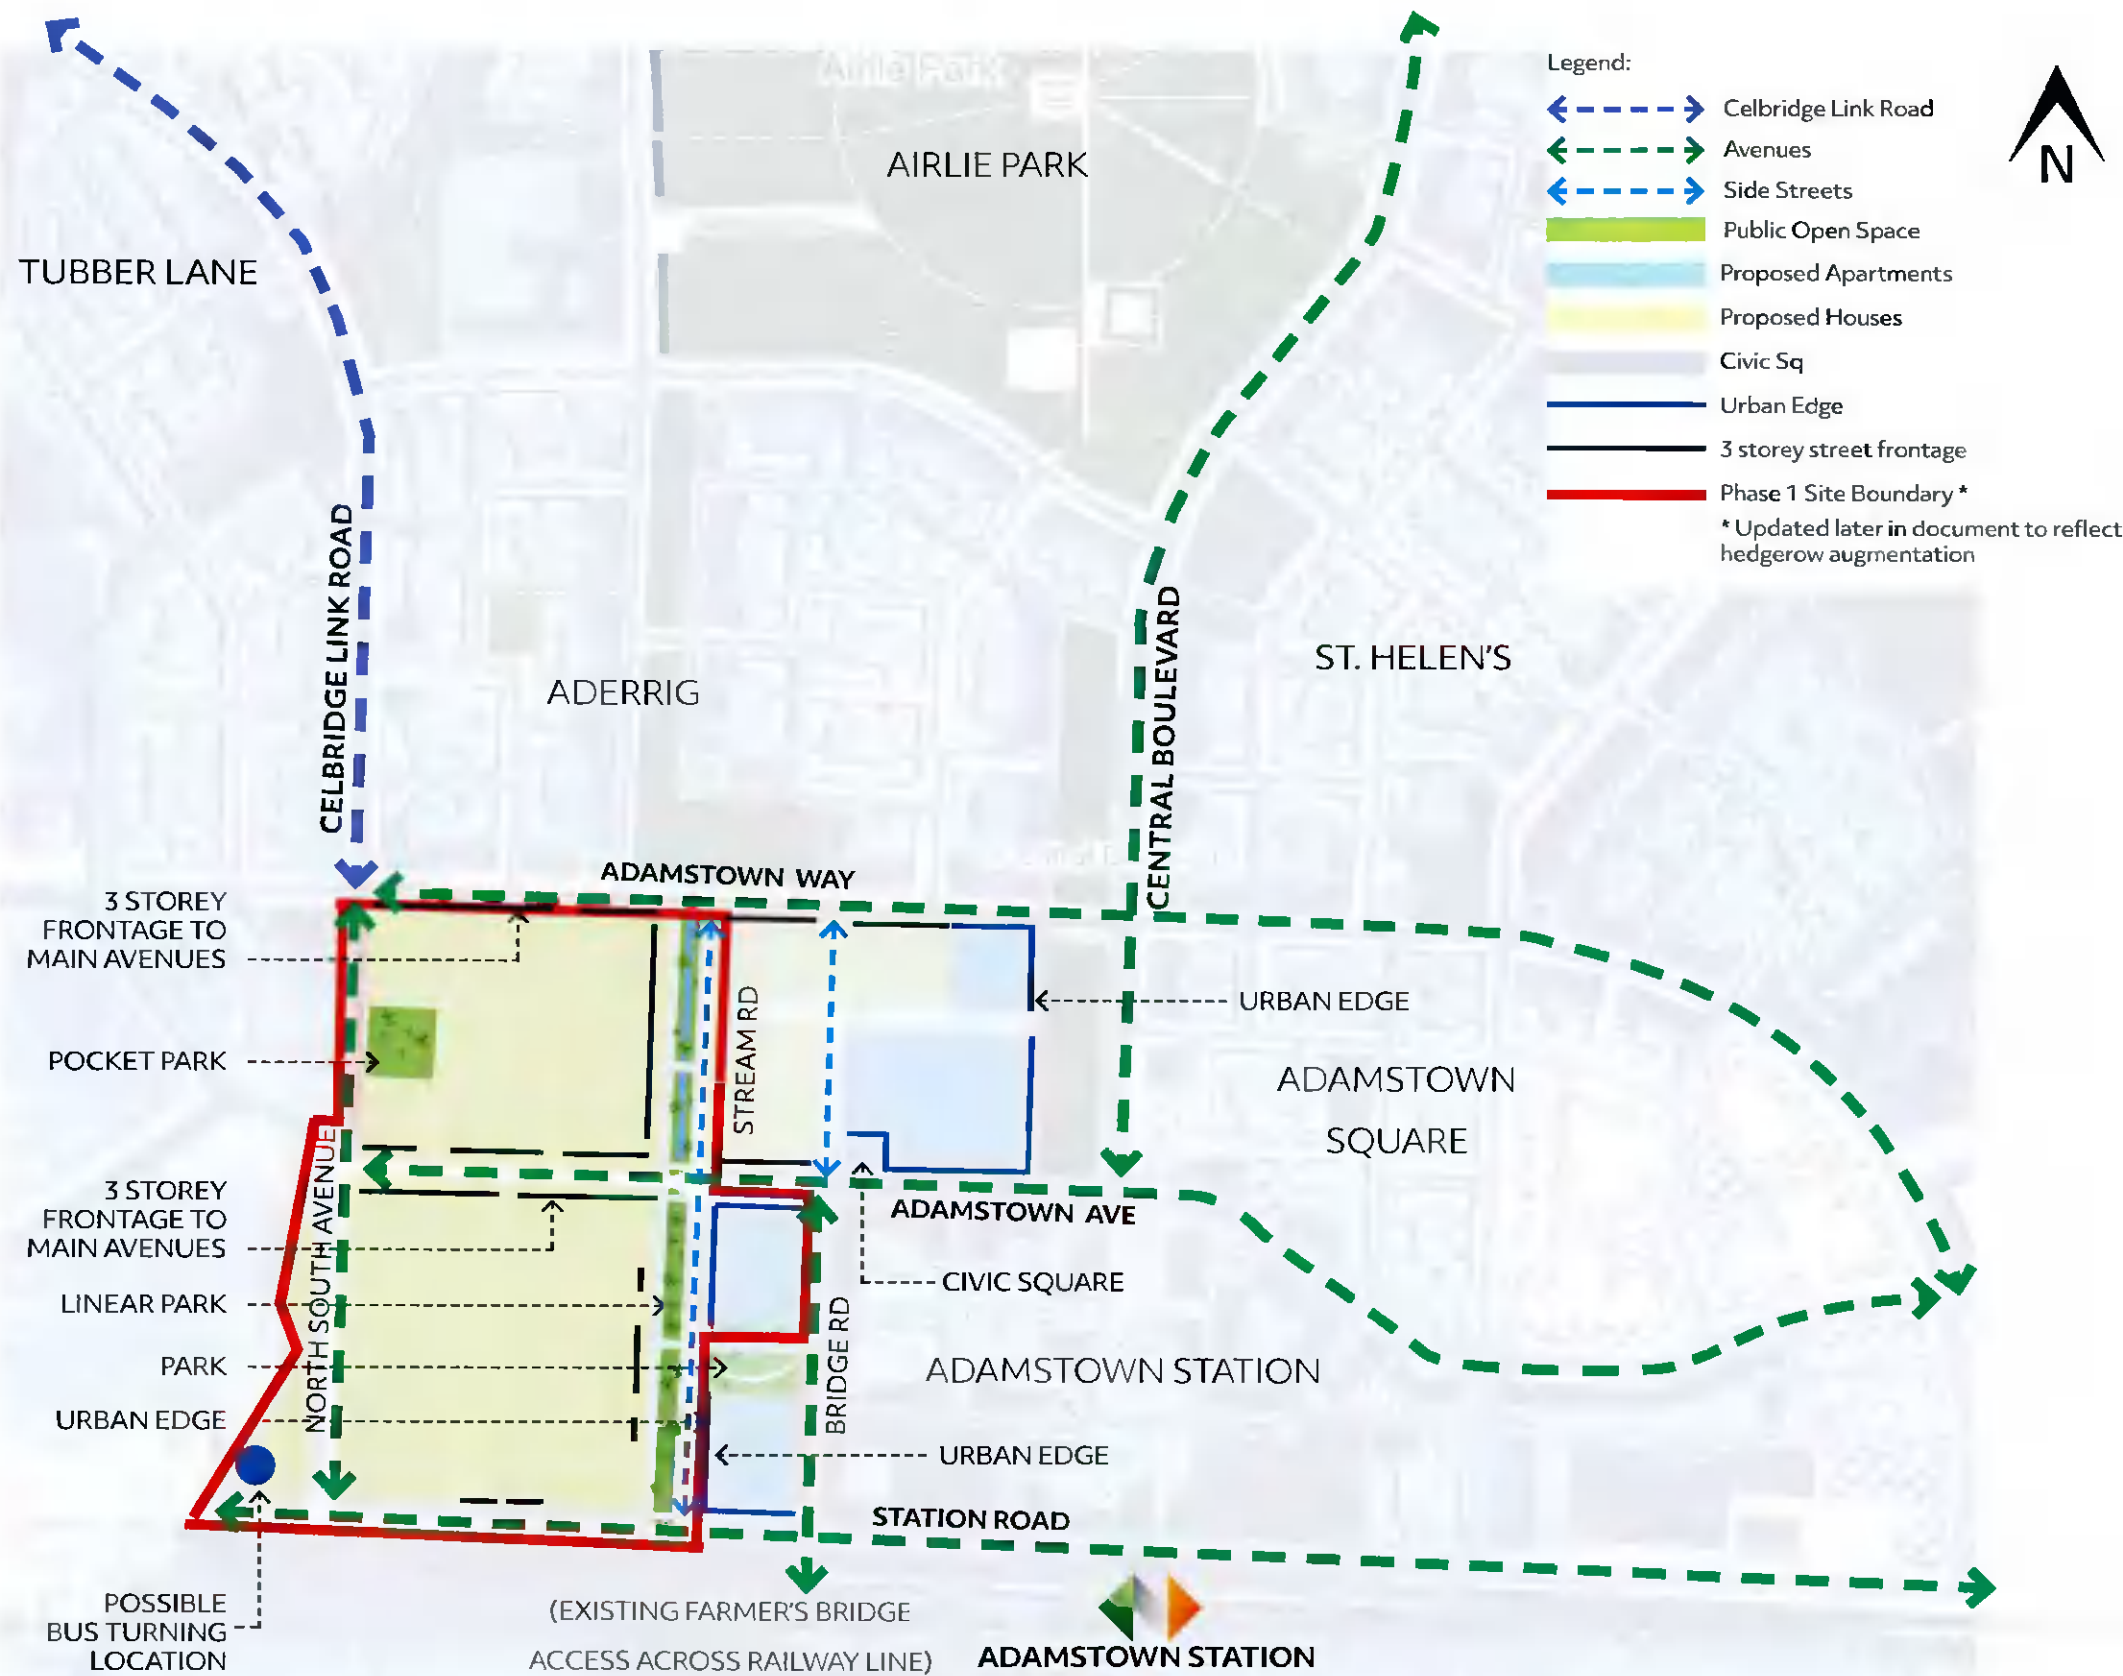 Airlie Park
AIRLIE PARK
TUBBER LANE
Legend:
Celbridge Link Road
Avenues
Side Streets
Public Open Space
Proposed Apartments
Proposed Houses
Civic Sq
Urban Edge
3 storey street frontage
Phase 1 Site Boundary *
* Updated later in document to reflect
hedgerow augmentation
N
CELBRIDGE LINK ROAD
ADERRIG
CENTRAL BOULEVARD
ST. HELEN'S
ADAMSTOWN WAY
3 STOREY
FRONTAGE TO
MAIN AVENUES
POCKET PARK
STREAM RD
URBAN EDGE
ADAMSTOWN
SQUARE
NORTH SOUTH AVENUE
3 STOREY
FRONTAGE TO
MAIN AVENUES
ADAMSTOWN AVE
CIVIC SQUARE
LINEAR PARK
BRIDGE RD
PARK
ADAMSTOWN STATION
URBAN EDGE
URBAN EDGE
STATION ROAD
POSSIBLE
BUS TURNING
LOCATION
(EXISTING FARMER'S BRIDGE
ACCESS ACROSS RAILWAY LINE)
ADAMSTOWN STATION